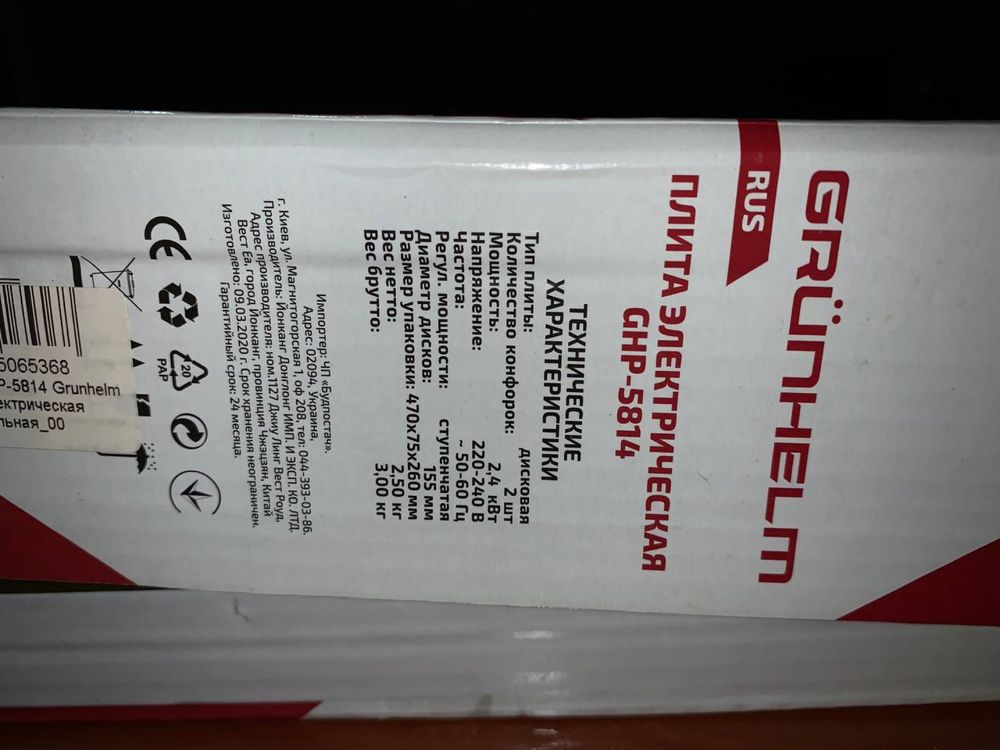 GRÜNHELM
RUS
ПЛИТА ЭЛЕКТРИЧЕСКАЯ
GHP-5814
ТЕХНИЧЕСКИЕ
ХАРАКТЕРИСТИКИ
Тип плиты: дисковая
Количество конфорок: 2 шт
Мощность: 2,4 кВт
Напряжение: 220-240 В
Частота: ~ 50-60 Гц
Регул. мощности: ступенчатая
Диаметр дисков: 155 мм
Размер упаковки: 470х75х260 мм
Вес нетто: 2,50 кг
Вес брутто: 3,00 кг
Импортер: ЧП «Будпостач».
Адрес: 02094, Украина,
г. Киев, ул. Магнитогорская 1, оф 208, тел: 044-393-03-86.
Производитель: Йонканг Донглонг ИМП. И ЭКСП. КО. ЛТД.
Адрес производителя: ном.1127 Джиу Линг Вест Роуд,
Вест Еа, город Йонканг, провинция Чжэцзян, Китай
Изготовлено: 09.03.2020 г. Срок хранения неограничен.
Гарантийный срок: 24 месяца.
CE
20
PAP
5065368
P-5814 Grunhelm
ектрическая
льная_00